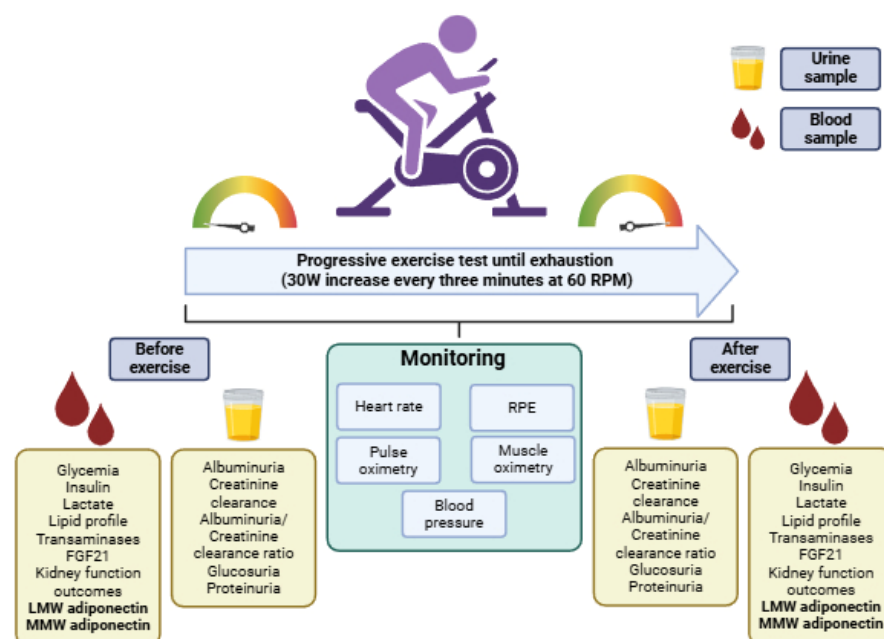 Urine
sample
Blood
sample
Progressive exercise test until exhaustion
(30W increase every three minutes at 60 RPM)
Before
exercise
Monitoring
After
exercise
Heart rate
RPE
Pulse
oximetry
Muscle
oximetry
Blood
pressure
Glycemia
Insulin
Lactate
Lipid profile
Transaminases
FGF21
Kidney function
outcomes
LMW adiponectin
MMW adiponectin
Albuminuria
Creatinine
clearance
Albuminuria/
Creatinine
clearance ratio
Glucosuria
Proteinuria
Albuminuria
Creatinine
clearance
Albuminuria/
Creatinine
clearance ratio
Glucosuria
Proteinuria
Glycemia
Insulin
Lactate
Lipid profile
Transaminases
FGF21
Kidney function
outcomes
LMW adiponectin
MMW adiponectin